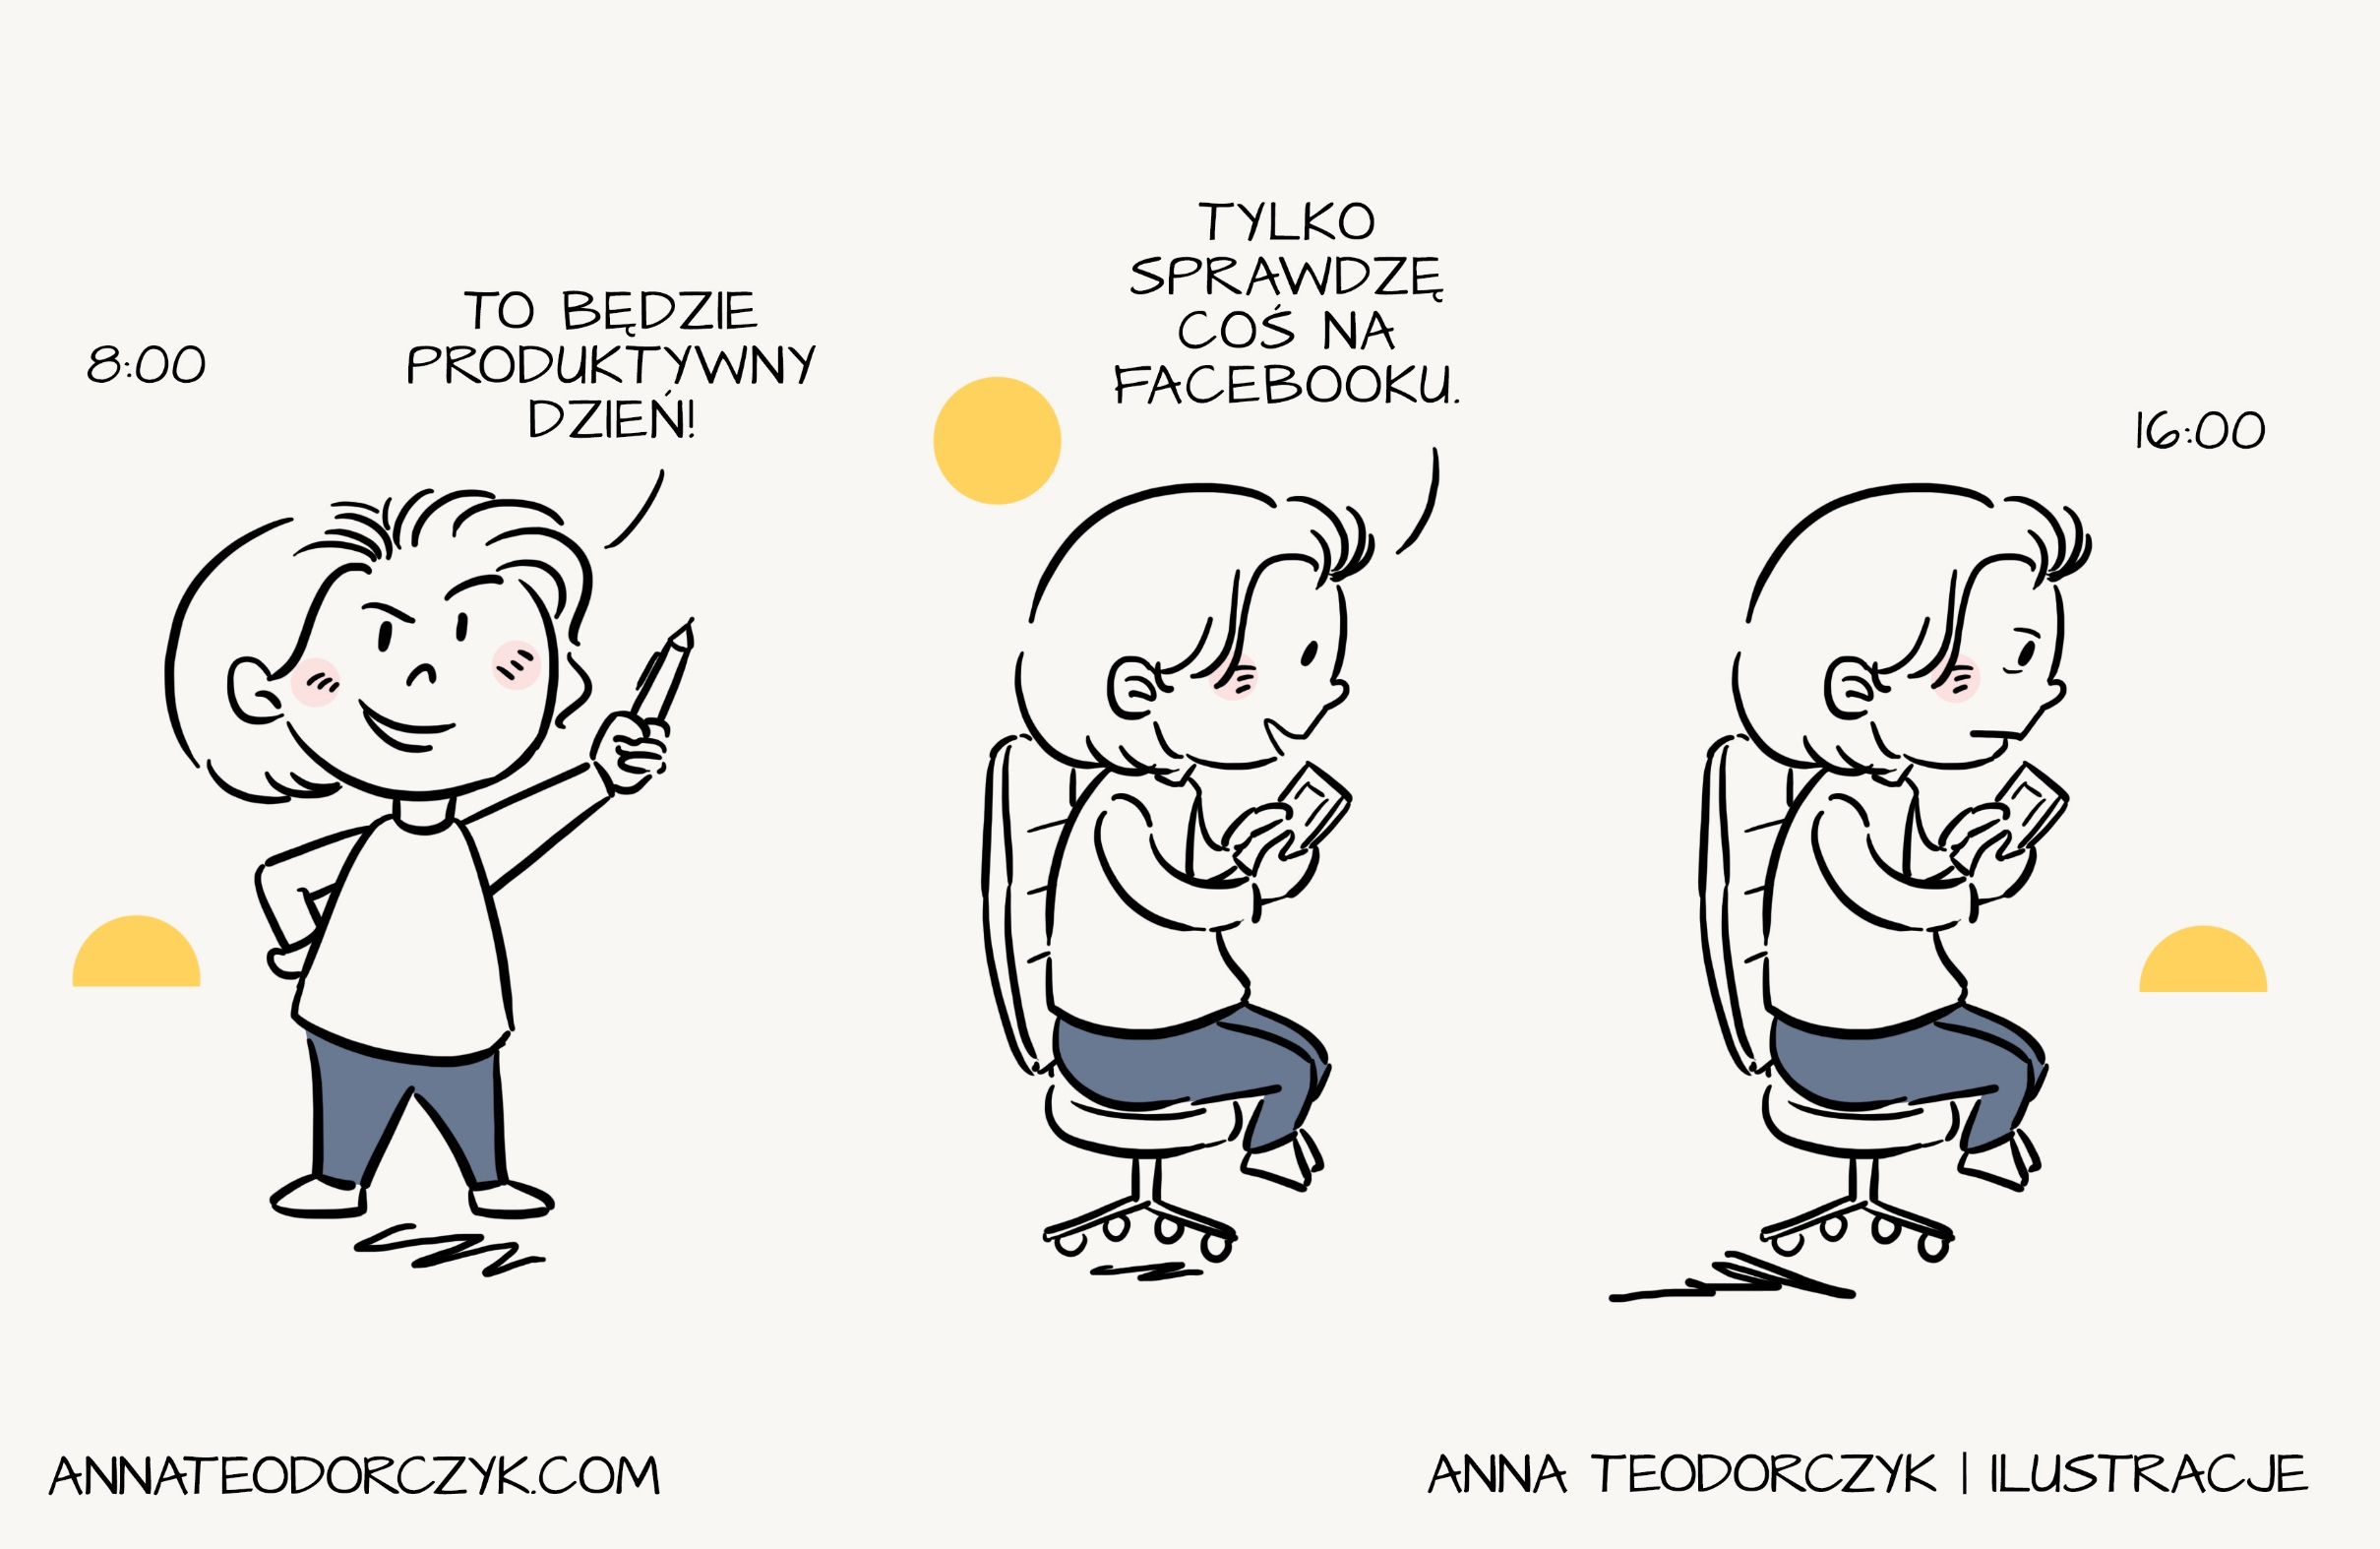 8:00
TO BĘDZIE
PRODUKTYWNY
DZIEŃ!
TYLKO
SPRAWDZĘ
COŚ NA
FACEBOOKU.
16:00
ANNATEODORCZYK.COM
ANNA TEODORCZYK | ILUSTRACJE